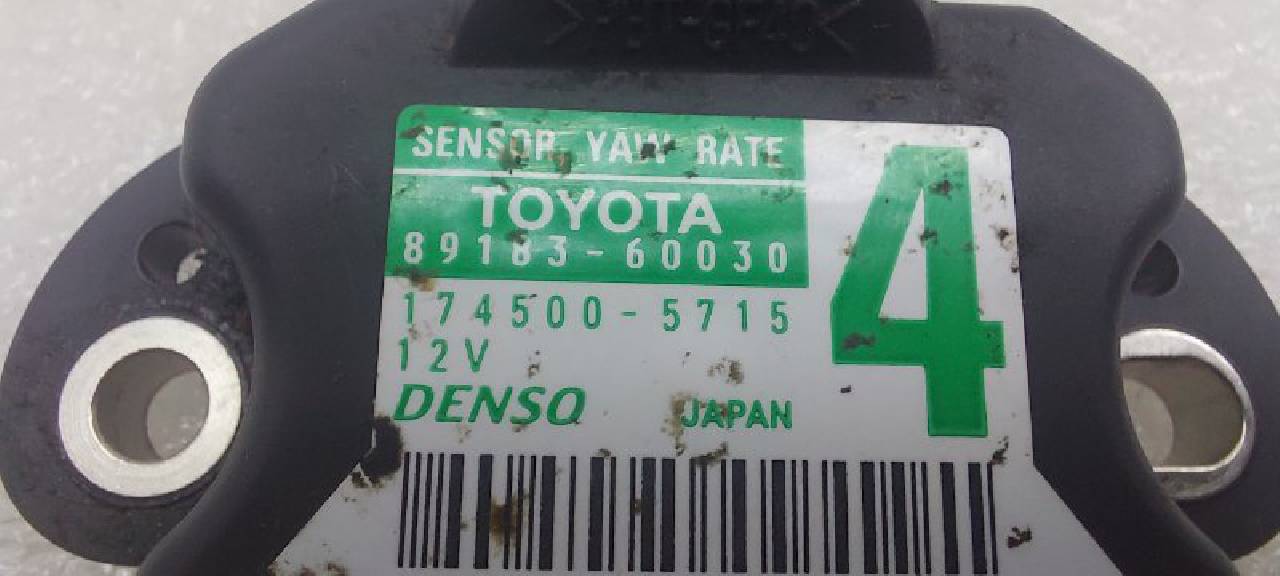 SENSOR YAW RATE
TOYOTA
89183-60030
174500-5715
12V
DENSO
JAPAN
4